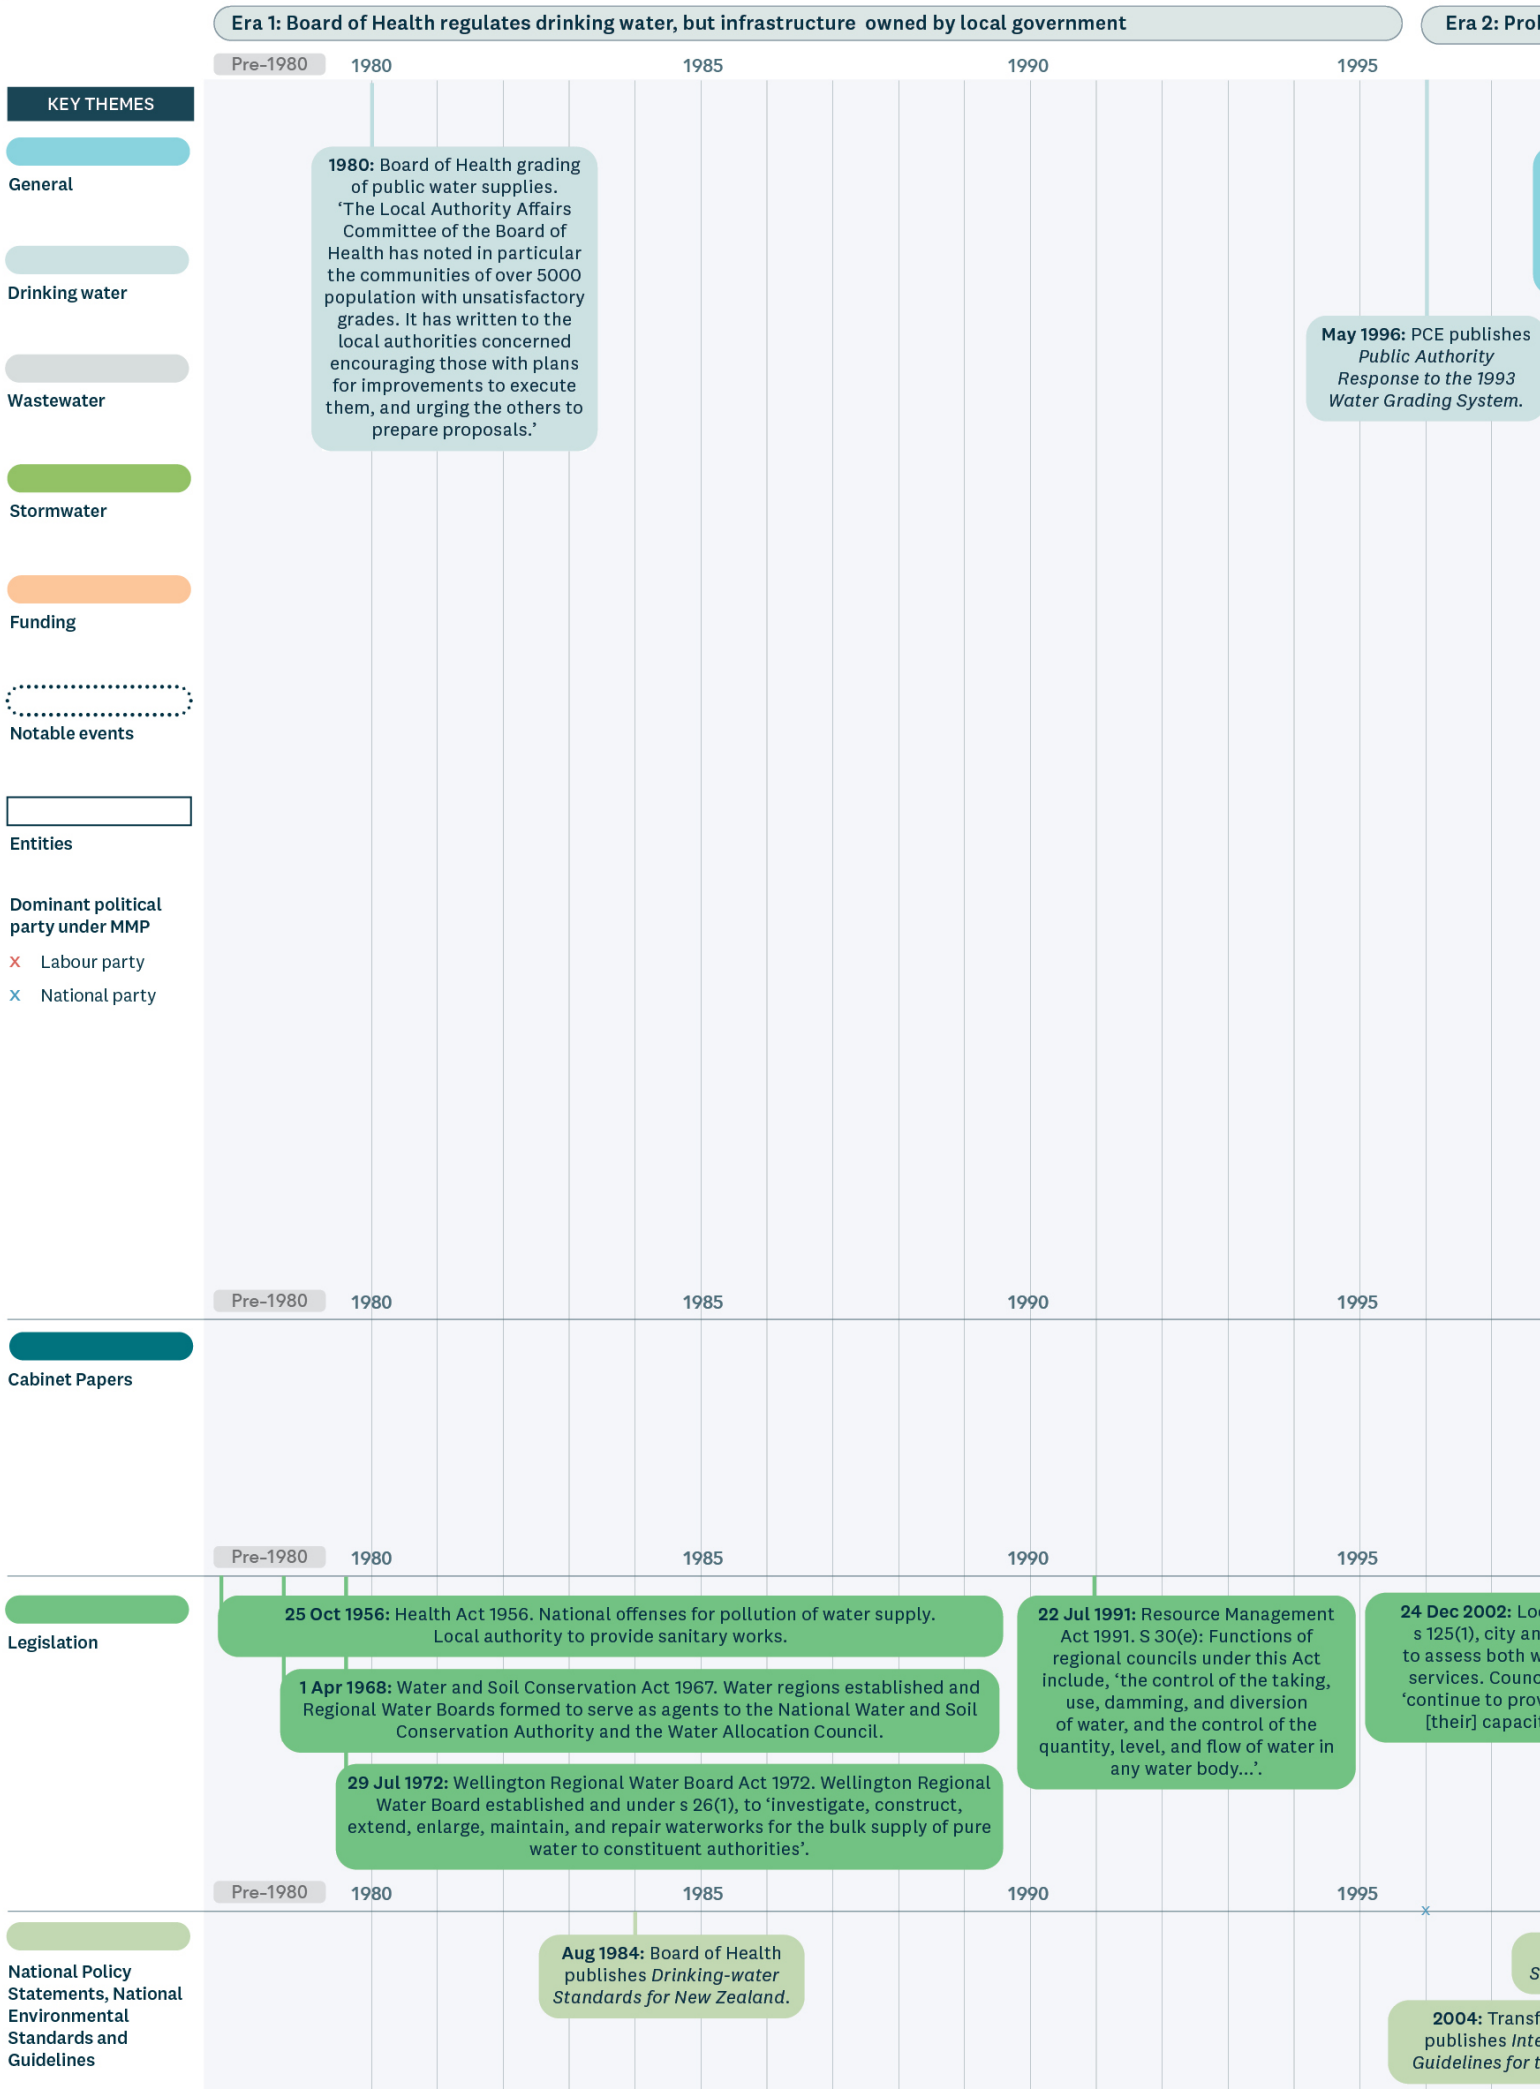 Era 1: Board of Health regulates drinking water, but infrastructure owned by local government
Era 2:
Pre-1980 1980 1985 1990 1995
KEY THEMES
General
Drinking water
Wastewater
Stormwater
Funding
Notable events
Entities
Dominant political
party under MMP
x Labour party
x National party
1980: Board of Health grading
of public water supplies.
‘The Local Authority Affairs
Committee of the Board of
Health has noted in particular
the communities of over 5000
population with unsatisfactory
grades. It has written to the
local authorities concerned
encouraging those with plans
for improvements to execute
them, and urging the others to
prepare proposals.’
May 1996: PCE publishes
Public Authority
Response to the 1993
Water Grading System.
Pre-1980 1980 1985 1990 1995
Cabinet Papers
Pre-1980 1980 1985 1990 1995
Legislation
25 Oct 1956: Health Act 1956. National offenses for pollution of water supply.
Local authority to provide sanitary works.
1 Apr 1968: Water and Soil Conservation Act 1967. Water regions established and
Regional Water Boards formed to serve as agents to the National Water and Soil
Conservation Authority and the Water Allocation Council.
29 Jul 1972: Wellington Regional Water Board Act 1972. Wellington Regional
Water Board established and under s 26(1), to ‘investigate, construct,
extend, enlarge, maintain, and repair waterworks for the bulk supply of pure
water to constituent authorities’.
22 Jul 1991: Resource Management
Act 1991. S 30(e): Functions of
regional councils under this Act
include, ‘the control of the taking,
use, damming, and diversion
of water, and the control of the
quantity, level, and flow of water in
any water body...’.
24 Dec 2002:
s 125(1), city
to assess both
services.
‘continue to
[their]
Pre-1980 1980 1985 1990 1995
x
National Policy
Statements, National
Environmental
Standards and
Guidelines
Aug 1984: Board of Health
publishes Drinking-water
Standards for New Zealand.
2004:
publishes
Guidelines for